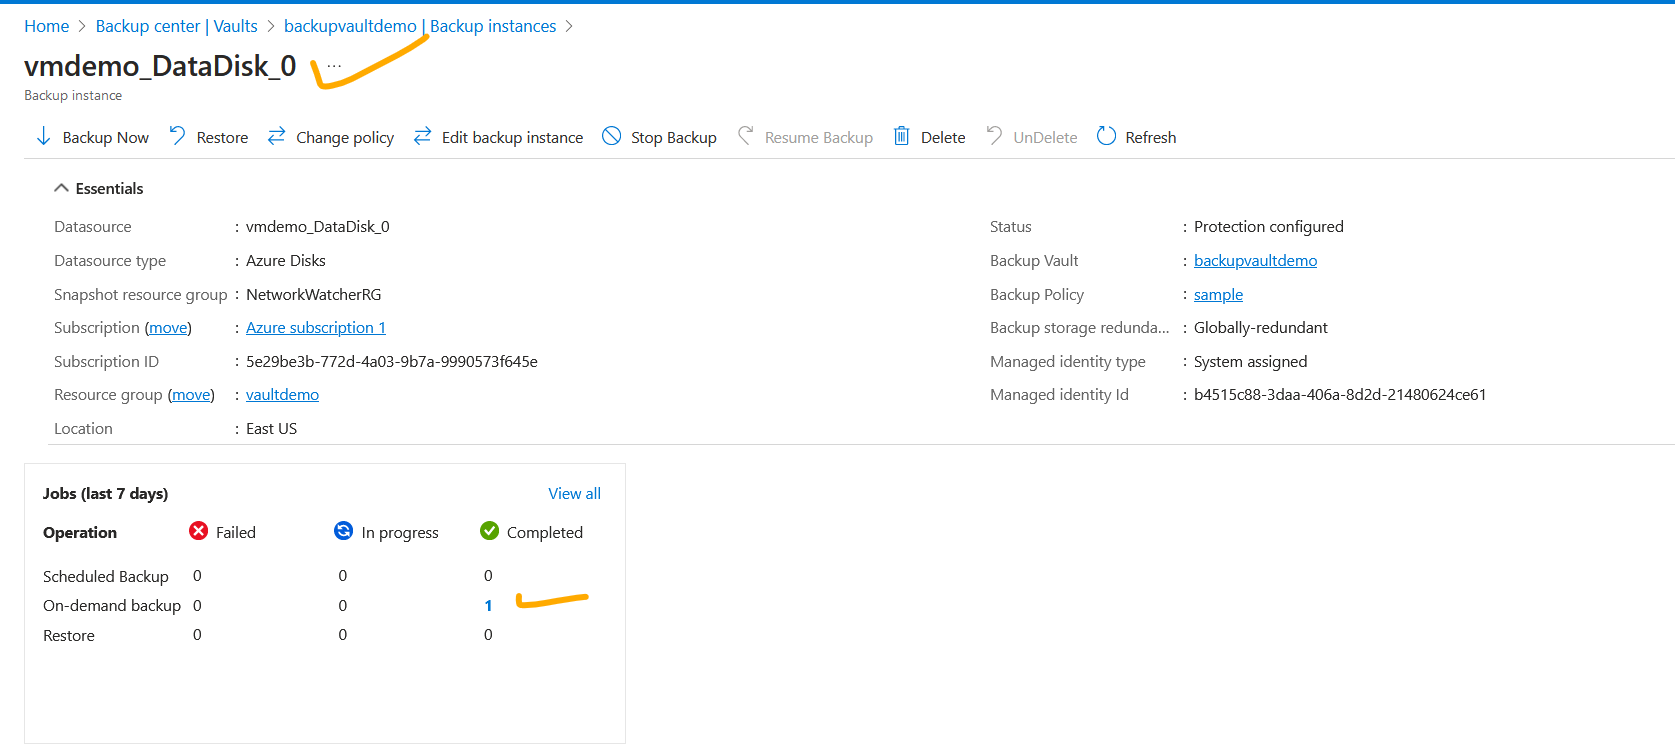 Home > Backup center | Vaults > backupvaultdemo | Backup instances >
vmdemo_DataDisk_0 ...
Backup instance
Backup Now Restore Change policy Edit backup instance Stop Backup Resume Backup Delete UnDelete Refresh
Essentials
Datasource : vmdemo_DataDisk_0
Datasource type : Azure Disks
Snapshot resource group : NetworkWatcherRG
Subscription (move) : Azure subscription 1
Subscription ID : 5e29be3b-772d-4a03-9b7a-9990573f645e
Resource group (move) : vaultdemo
Location : East US
Status : Protection configured
Backup Vault : backupvaultdemo
Backup Policy : sample
Backup storage redunda... : Globally-redundant
Managed identity type : System assigned
Managed identity Id : b4515c88-3daa-406a-8d2d-21480624ce61
Jobs (last 7 days) View all
Operation Failed In progress Completed
Scheduled Backup 0 0 0
On-demand backup 0 0 1
Restore 0 0 0